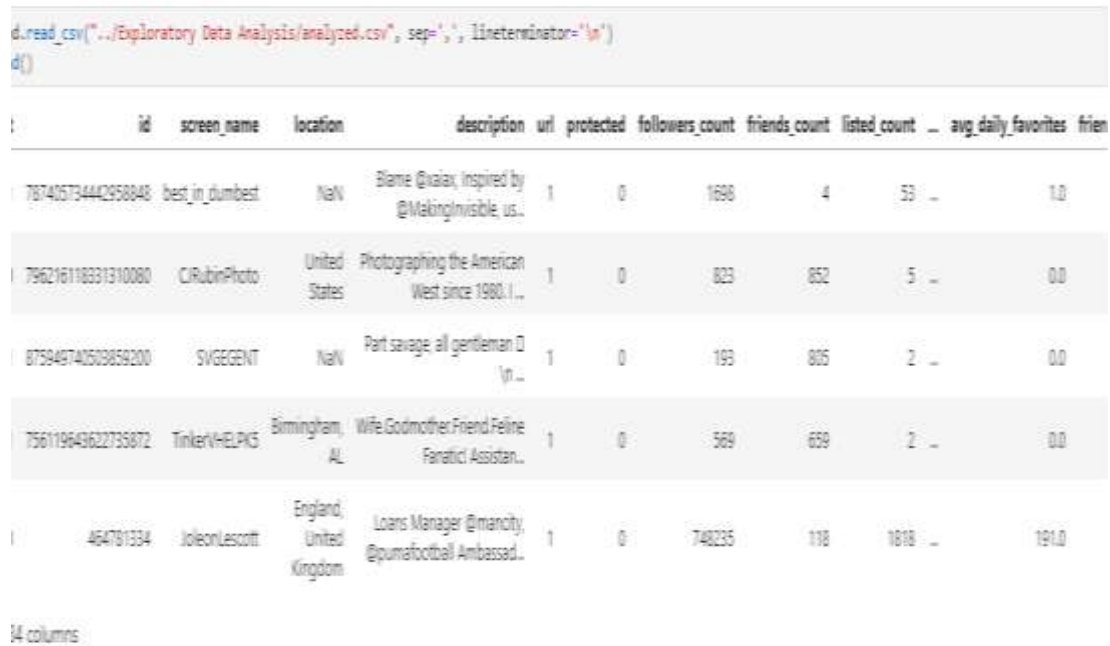 d.read_csv("../Exploratory Data Analysis/analyzed.csv", sep=',', lineterminator='\n')
d()
id screen_name location description url protected followers_count friends_count listed_count ... avg_daily_favorites frien
787405734442958848 best_in_dumbest NaN Blame @xaiax, Inspired by @MakingInvisible, us... 1 0 1698 4 53 ... 1.0
796216118331310080 CJRubinPhoto United States Photographing the American West since 1980. I ... 1 0 823 852 5 ... 0.0
875949740503859200 SVGEGENT NaN Part savage, all gentleman \n ... 1 0 193 805 2 ... 0.0
756119643622735872 TinkerVHELPK5 Birmingham, AL Wife.Godmother.Friend.Feline Fanatic! Assistan... 1 0 569 659 2 ... 0.0
464781334 JoleonLescott England, United Kingdom Loans Manager @mancity, @pumafootball Ambassad... 1 0 748235 118 1818 ... 191.0
34 columns